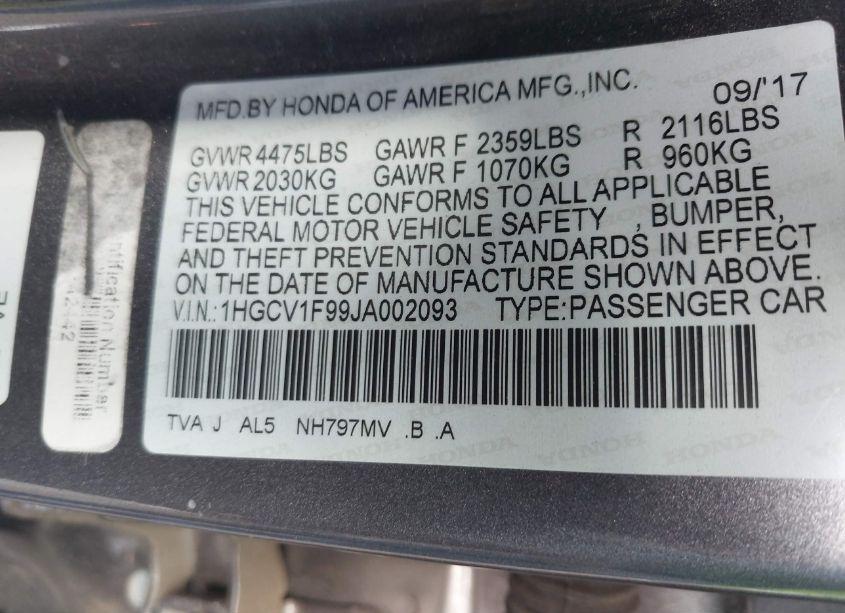 MFD.BY HONDA OF AMERICA MFG.,INC. 09/'17
GVWR 4475LBS GAWR F 2359LBS R 2116LBS
GVWR 2030KG GAWR F 1070KG R 960KG
THIS VEHICLE CONFORMS TO ALL APPLICABLE
FEDERAL MOTOR VEHICLE SAFETY , BUMPER,
AND THEFT PREVENTION STANDARDS IN EFFECT
ON THE DATE OF MANUFACTURE SHOWN ABOVE.
V.I.N.:1HGCV1F99JA002093 TYPE:PASSENGER CAR
TVA J AL5 NH797MV .B .A
Number
HONDA